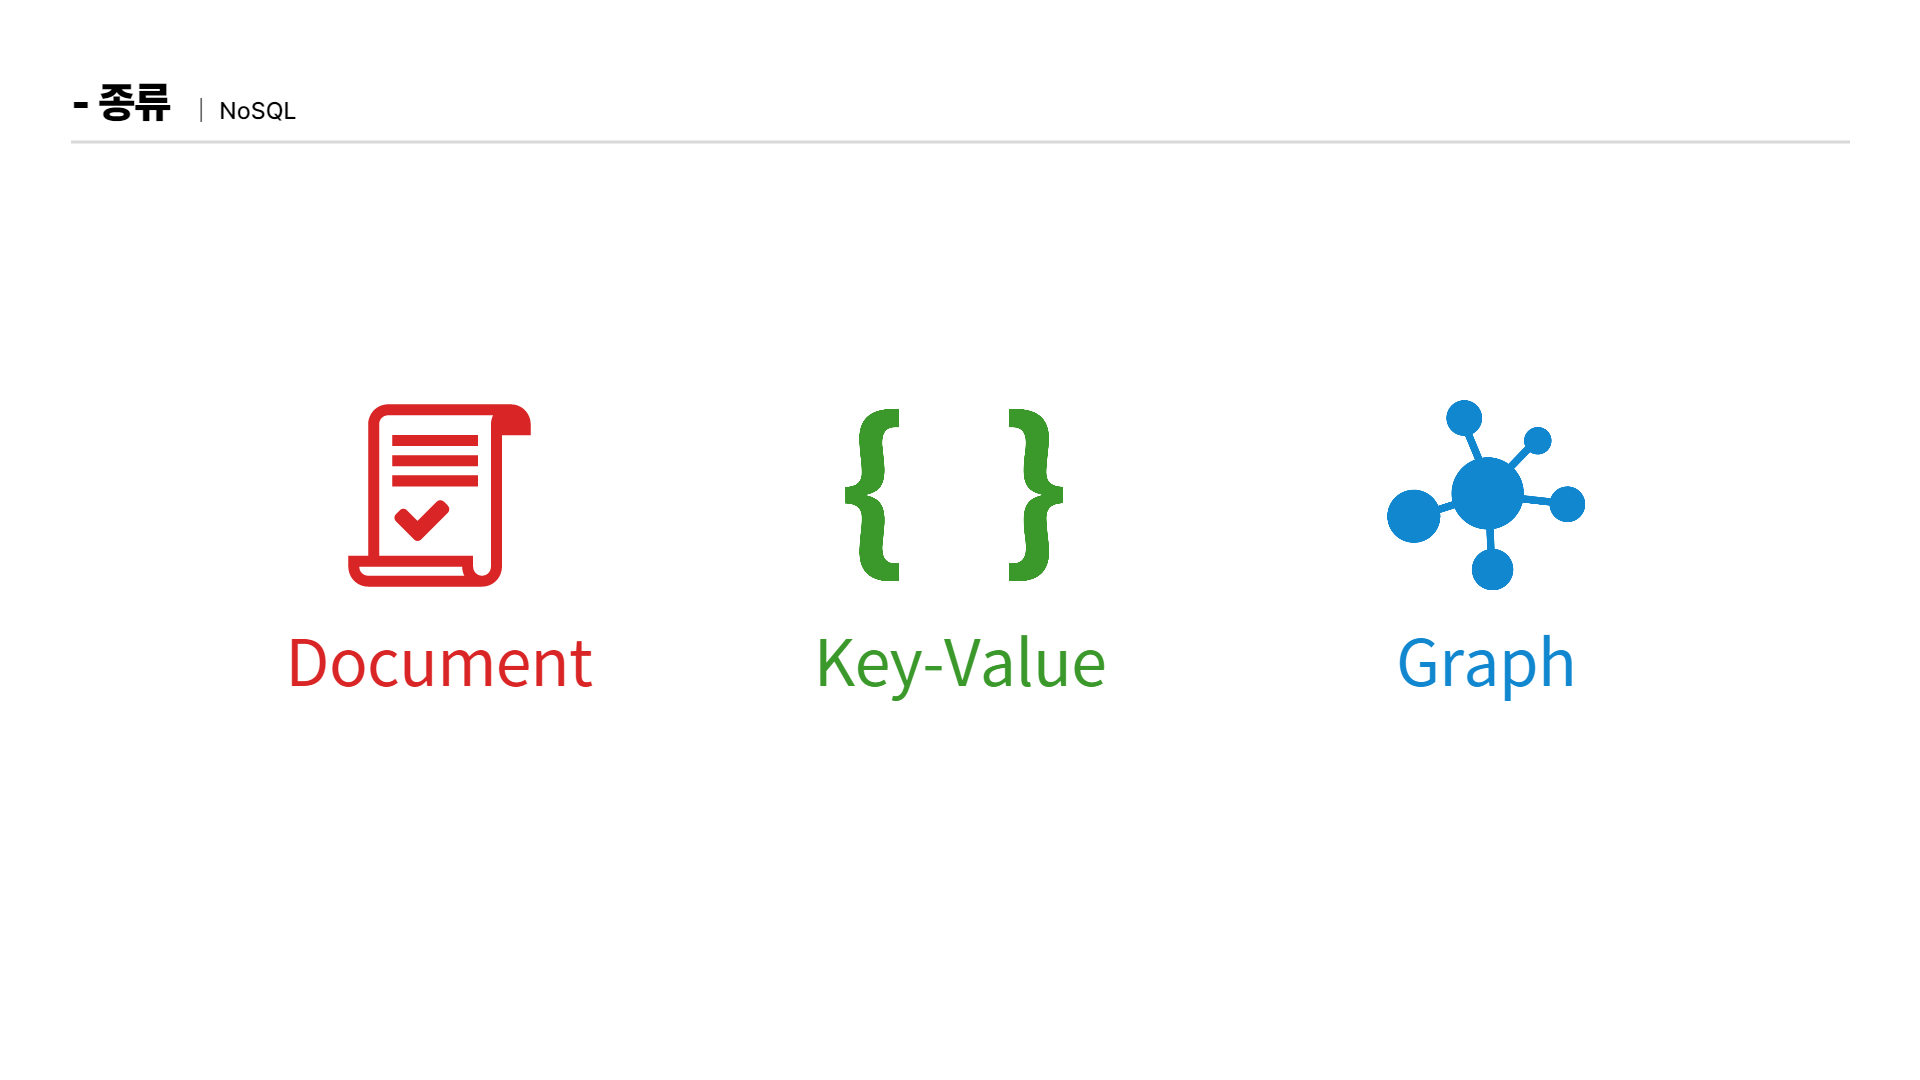 - 종류 | NoSQL
{ }
Document
Key-Value
Graph